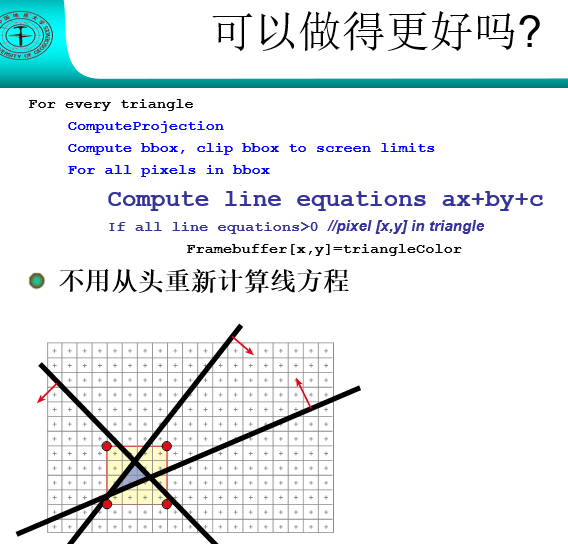 可以做得更好吗?
For every triangle
ComputeProjection
Compute bbox, clip bbox to screen limits
For all pixels in bbox
Compute line equations ax+by+c
If all line equations>0 //pixel [x,y] in triangle
Framebuffer[x,y]=triangleColor
不用从头重新计算线方程